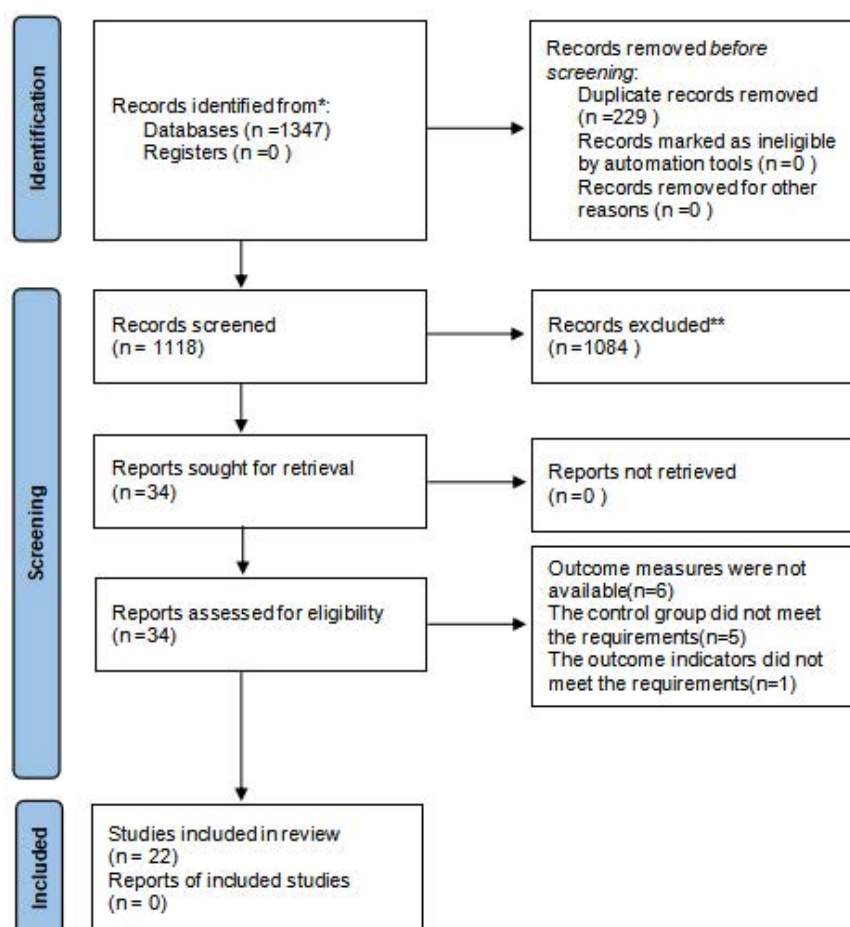 Identification
Records identified from*:
Databases (n =1347)
Registers (n =0 )
Records removed before
screening:
Duplicate records removed
(n =229 )
Records marked as ineligible
by automation tools (n =0 )
Records removed for other
reasons (n =0 )
Screening
Records screened
(n = 1118)
Records excluded**
(n =1084 )
Reports sought for retrieval
(n =34)
Reports not retrieved
(n =0 )
Reports assessed for eligibility
(n =34)
Outcome measures were not
available(n=6)
The control group did not meet
the requirements(n=5)
The outcome indicators did not
meet the requirements(n=1)
Included
Studies included in review
(n = 22)
Reports of included studies
(n = 0)